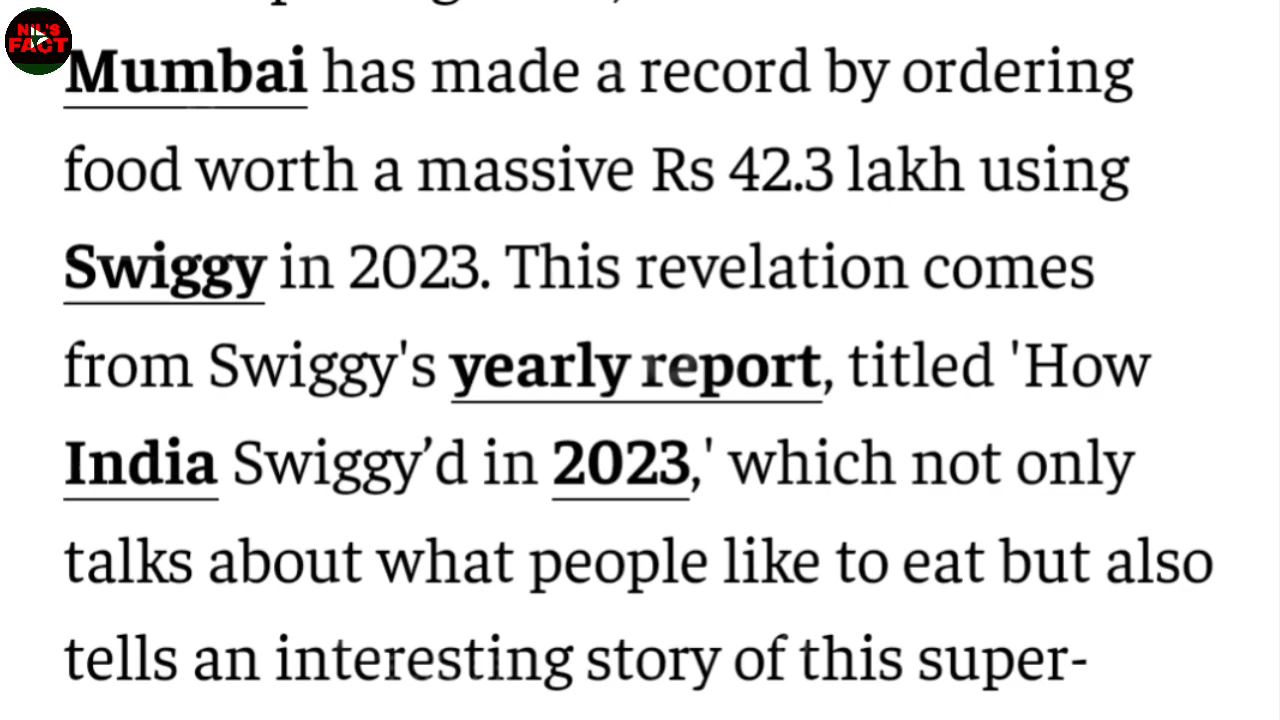 NIL'S
FACT
Mumbai has made a record by ordering
food worth a massive Rs 42.3 lakh using
Swiggy in 2023. This revelation comes
from Swiggy's yearly report, titled 'How
India Swiggy’d in 2023,' which not only
talks about what people like to eat but also
tells an interesting story of this super-